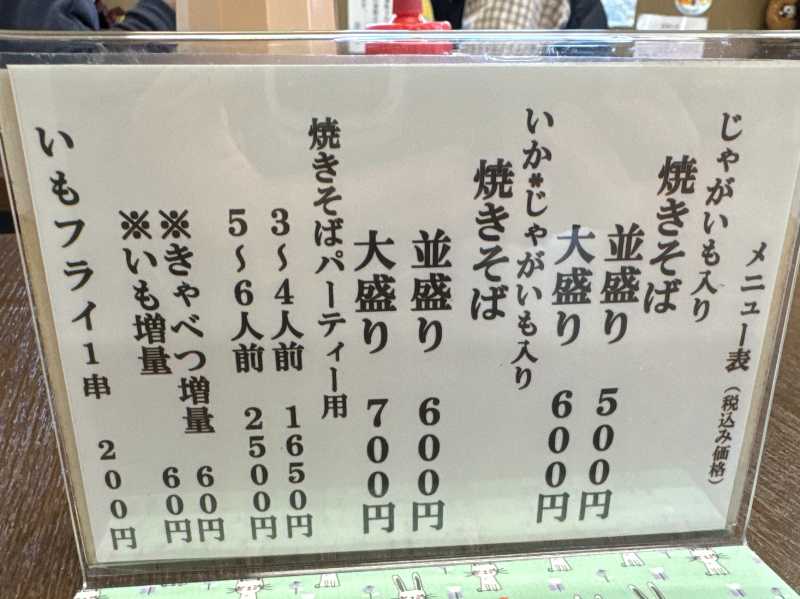 メニュー表（税込み価格）
じゃがいも入り
焼きそば
並盛り 500円
大盛り 600円
いか*じゃがいも入り
焼きそば
並盛り 600円
大盛り 700円
焼きそばパーティー用
3～4人前 1650円
5～6人前 2500円
※きゃべつ増量 60円
※いも増量 60円
いもフライ1串 200円